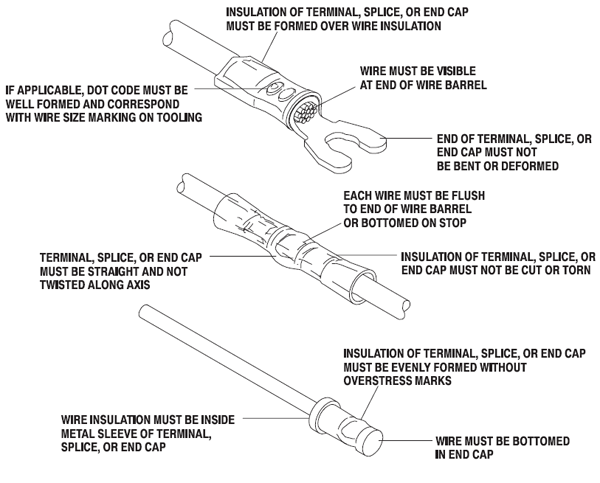 INSULATION OF TERMINAL, SPLICE, OR END CAP
MUST BE FORMED OVER WIRE INSULATION
WIRE MUST BE VISIBLE
AT END OF WIRE BARREL
IF APPLICABLE, DOT CODE MUST BE
WELL FORMED AND CORRESPOND
WITH WIRE SIZE MARKING ON TOOLING
END OF TERMINAL, SPLICE, OR
END CAP MUST NOT
BE BENT OR DEFORMED
EACH WIRE MUST BE FLUSH
TO END OF WIRE BARREL
OR BOTTOMED ON STOP
TERMINAL, SPLICE, OR END CAP
MUST BE STRAIGHT AND NOT
TWISTED ALONG AXIS
INSULATION OF TERMINAL, SPLICE, OR
END CAP MUST NOT BE CUT OR TORN
INSULATION OF TERMINAL, SPLICE, OR END CAP
MUST BE EVENLY FORMED WITHOUT
OVERSTRESS MARKS
WIRE INSULATION MUST BE INSIDE
METAL SLEEVE OF TERMINAL,
SPLICE, OR END CAP
WIRE MUST BE BOTTOMED
IN END CAP